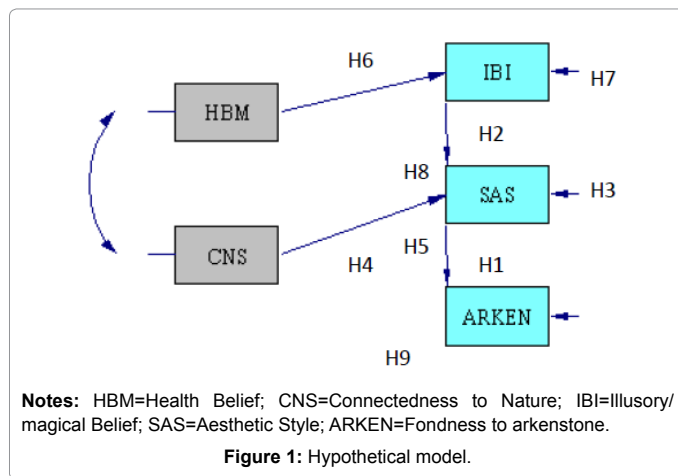 H6
IBI
H7
HBM
H2
H8
SAS
H3
CNS
H5
H4
H1
ARKEN
H9
Notes: HBM=Health Belief; CNS=Connectedness to Nature; IBI=Illusory/
magical Belief; SAS=Aesthetic Style; ARKEN=Fondness to arkenstone.
Figure 1: Hypothetical model.